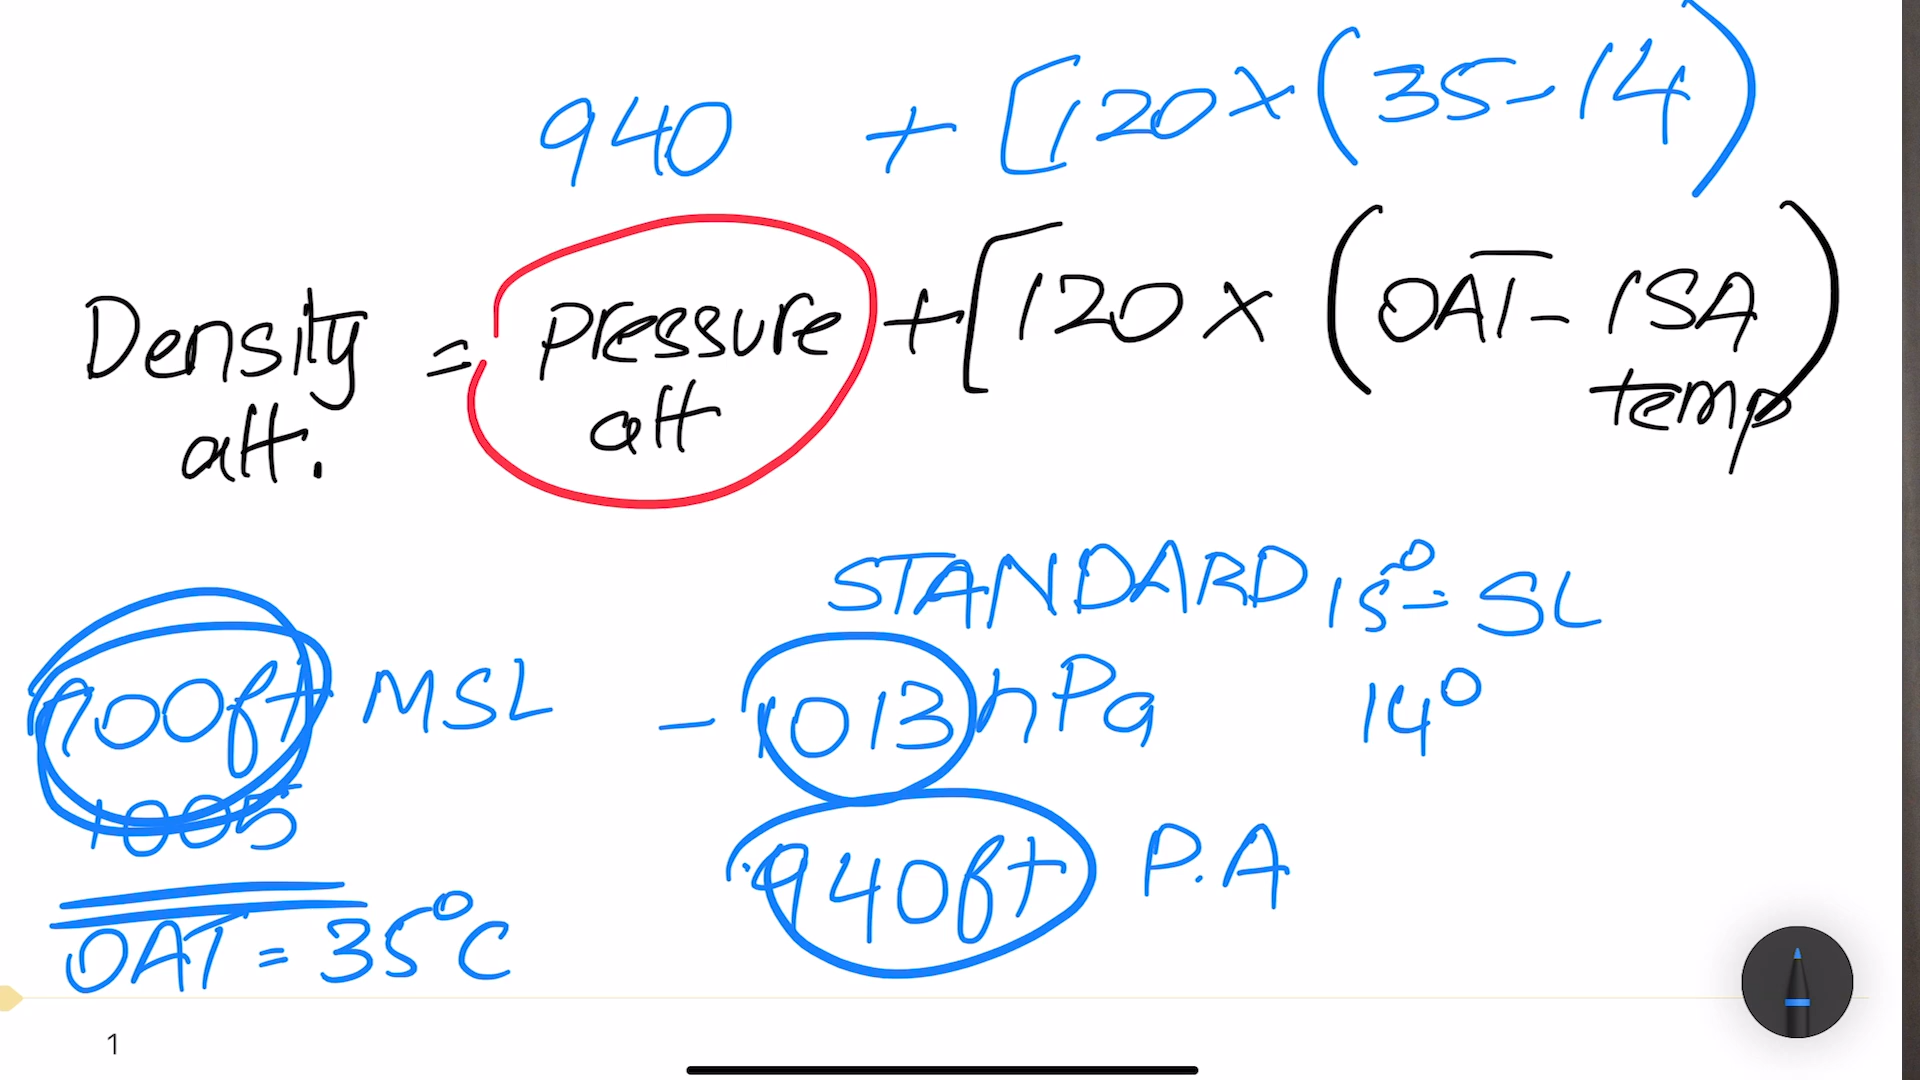 940 + [120 x (35-14)
Density = pressure + [120 x (OAT - ISA)
alt. alt temp
STANDARD 15° = SL
700ft MSL - 1013 hPa 14°
1005
940ft P.A
OAT = 35°C
1